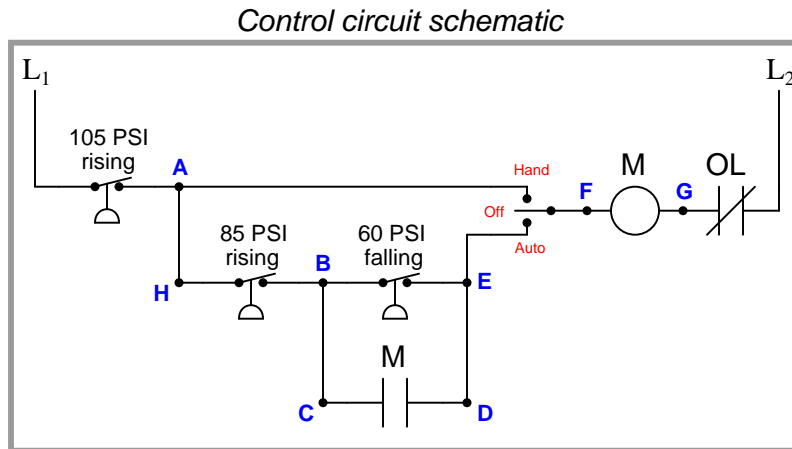 Control circuit schematic
L1
L2
105 PSI
rising
A
Hand
M
OL
F
G
Off
85 PSI
rising
60 PSI
falling
B
Auto
H
E
M
C
D